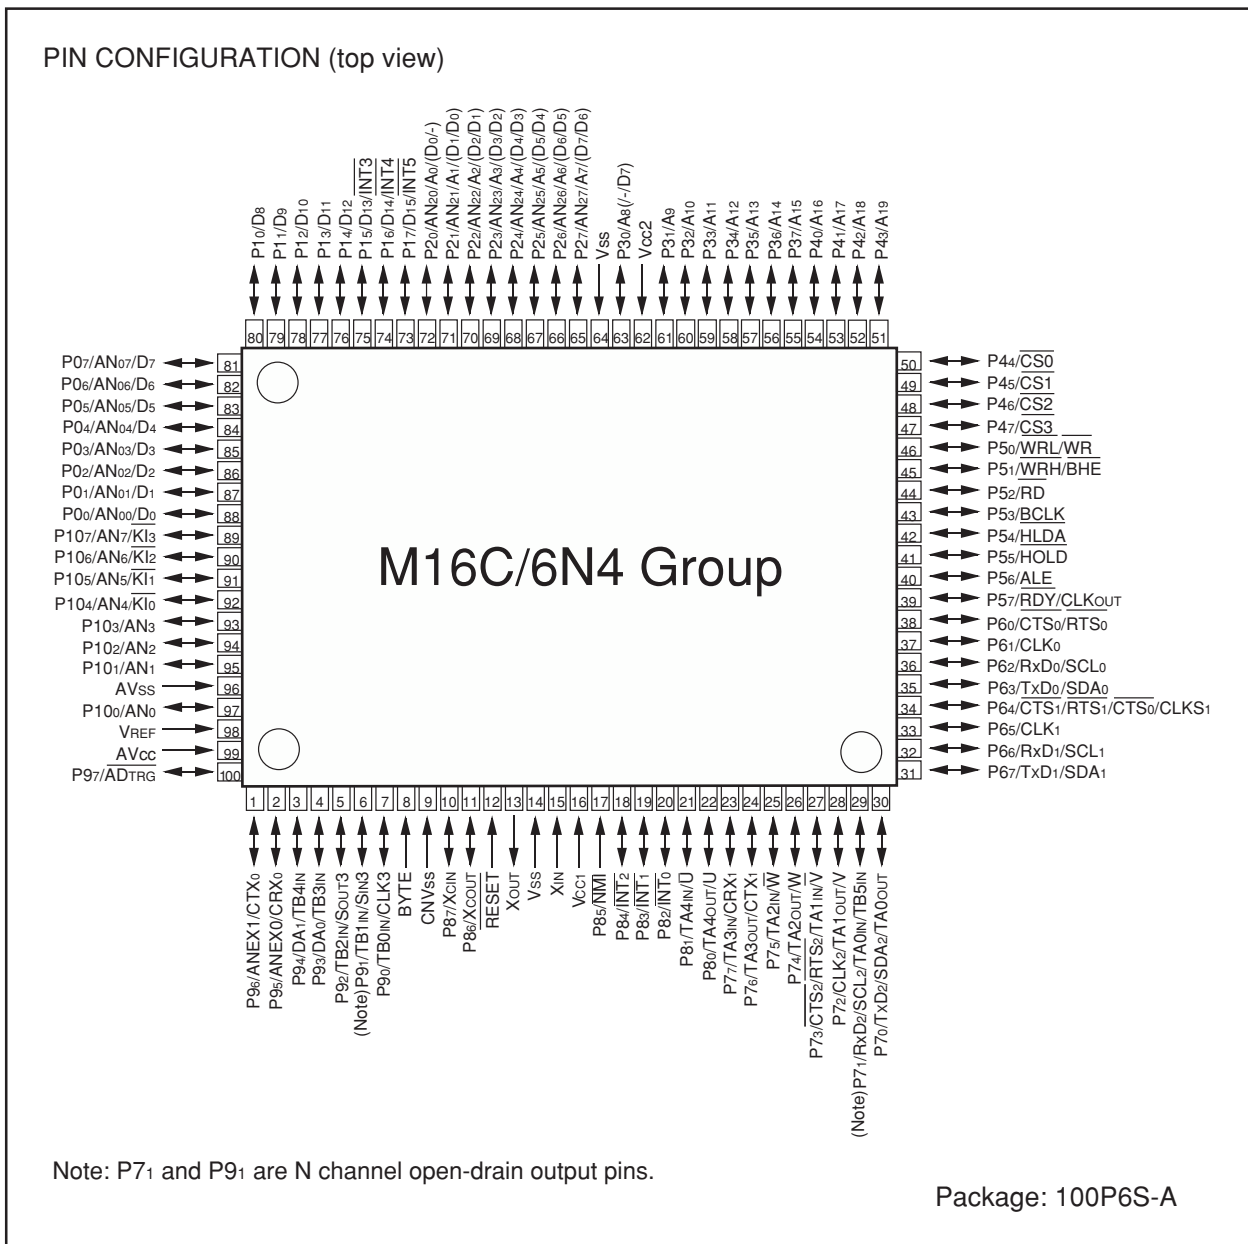 PIN CONFIGURATION (top view)
P10/D8
P11/D9
P12/D10
P13/D11
P14/D12
P15/D13/INT3
P16/D14/INT4
P17/D15/INT5
P20/AN20/A0/(D0/-)
P21/AN21/A1/(D1/D0)
P22/AN22/A2/(D2/D1)
P23/AN23/A3/(D3/D2)
P24/AN24/A4/(D4/D3)
P25/AN25/A5/(D5/D4)
P26/AN26/A6/(D6/D5)
P27/AN27/A7/(D7/D6)
Vss
P30/A8(/-/D7)
Vcc2
P31/A9
P32/A10
P33/A11
P34/A12
P35/A13
P36/A14
P37/A15
P40/A16
P41/A17
P42/A18
P43/A19
80 79 78 77 76 75 74 73 72 71 70 69 68 67 66 65 64 63 62 61 60 59 58 57 56 55 54 53 52 51
P07/AN07/D7 81
P06/AN06/D6 82
P05/AN05/D5 83
P04/AN04/D4 84
P03/AN03/D3 85
P02/AN02/D2 86
P01/AN01/D1 87
P00/AN00/D0 88
P107/AN7/KI3 89
P106/AN6/KI2 90
P105/AN5/KI1 91
P104/AN4/KI0 92
P103/AN3 93
P102/AN2 94
P101/AN1 95
AVss 96
P100/AN0 97
VREF 98
AVcc 99
P97/ADTRG 100
M16C/6N4 Group
50 P44/CS0
49 P45/CS1
48 P46/CS2
47 P47/CS3
46 P50/WRL/WR
45 P51/WRH/BHE
44 P52/RD
43 P53/BCLK
42 P54/HLDA
41 P55/HOLD
40 P56/ALE
39 P57/RDY/CLKOUT
38 P60/CTS0/RTS0
37 P61/CLK0
36 P62/RxD0/SCL0
35 P63/TxD0/SDA0
34 P64/CTS1/RTS1/CTS0/CLKS1
33 P65/CLK1
32 P66/RxD1/SCL1
31 P67/TxD1/SDA1
1 2 3 4 5 6 7 8 9 10 11 12 13 14 15 16 17 18 19 20 21 22 23 24 25 26 27 28 29 30
P96/ANEX1/CTX0
P95/ANEX0/CRX0
P94/DA1/TB4IN
P93/DA0/TB3IN
P92/TB2IN/SOUT3
(Note) P91/TB1IN/SIN3
P90/TB0IN/CLK3
BYTE
CNVss
P87/XCIN
P86/XCOUT
RESET
XOUT
Vss
XIN
Vcc1
P85/NMI
P84/INT2
P83/INT1
P82/INT0
P81/TA4IN/U
P80/TA4OUT/U
P77/TA3IN/CRX1
P76/TA3OUT/CTX1
P75/TA2IN/W
P74/TA2OUT/W
P73/CTS2/RTS2/TA1IN/V
P72/CLK2/TA1OUT/V
(Note) P71/RxD2/SCL2/TA0IN/TB5IN
P70/TxD2/SDA2/TA0OUT
Note: P71 and P91 are N channel open-drain output pins.
Package: 100P6S-A